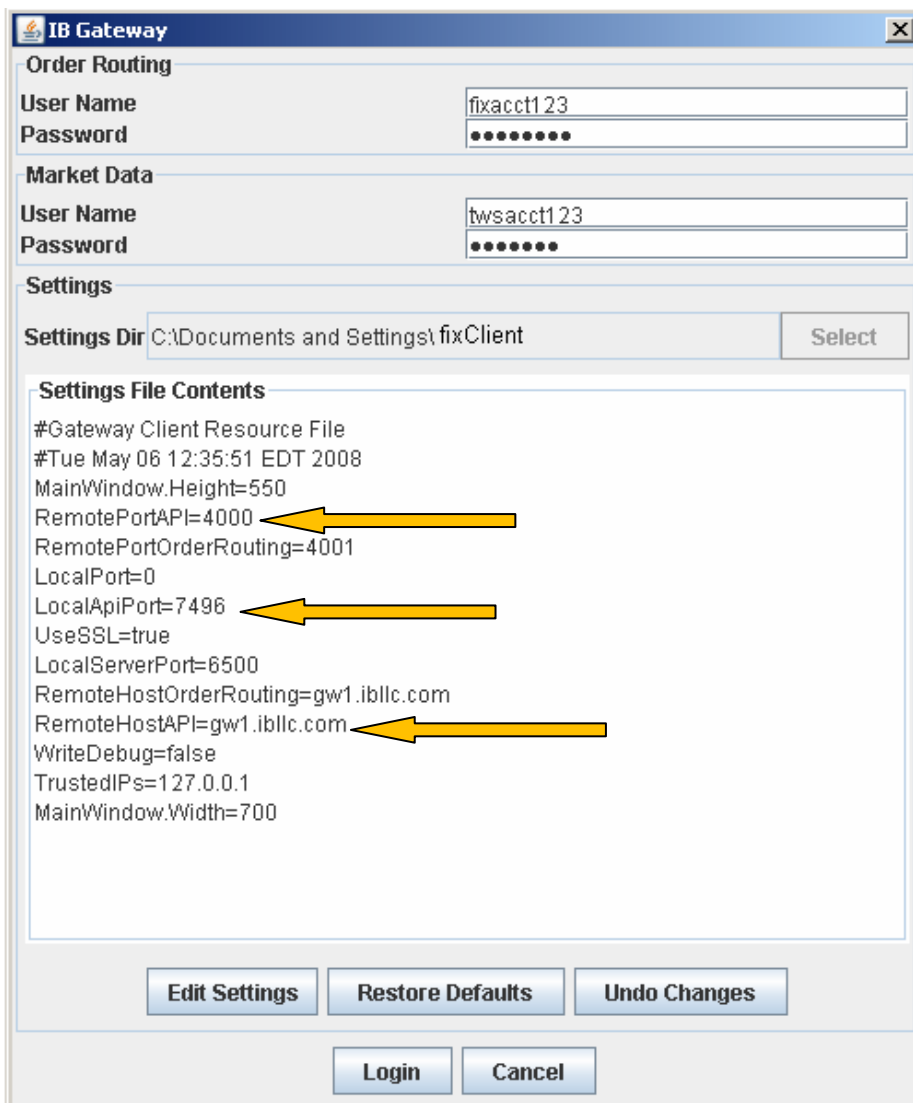 IB Gateway
Order Routing
User Name fixacct123
Password ●●●●●●●●
Market Data
User Name twsacct123
Password ●●●●●●●
Settings
Settings Dir C:\Documents and Settings\ fixClient Select
Settings File Contents
#Gateway Client Resource File
#Tue May 06 12:35:51 EDT 2008
MainWindow.Height=550
RemotePortAPI=4000
RemotePortOrderRouting=4001
LocalPort=0
LocalApiPort=7496
UseSSL=true
LocalServerPort=6500
RemoteHostOrderRouting=gw1.ibllc.com
RemoteHostAPI=gw1.ibllc.com
WriteDebug=false
TrustedIPs=127.0.0.1
MainWindow.Width=700
Edit Settings Restore Defaults Undo Changes
Login Cancel